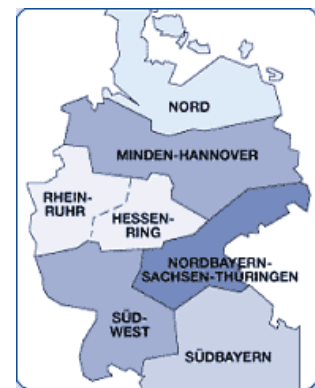 NORD
MINDEN-HANNOVER
RHEIN-
RUHR
HESSEN-
RING
NORDBAYERN-
SACHSEN-THÜRINGEN
SÜD-
WEST
SÜDBAYERN